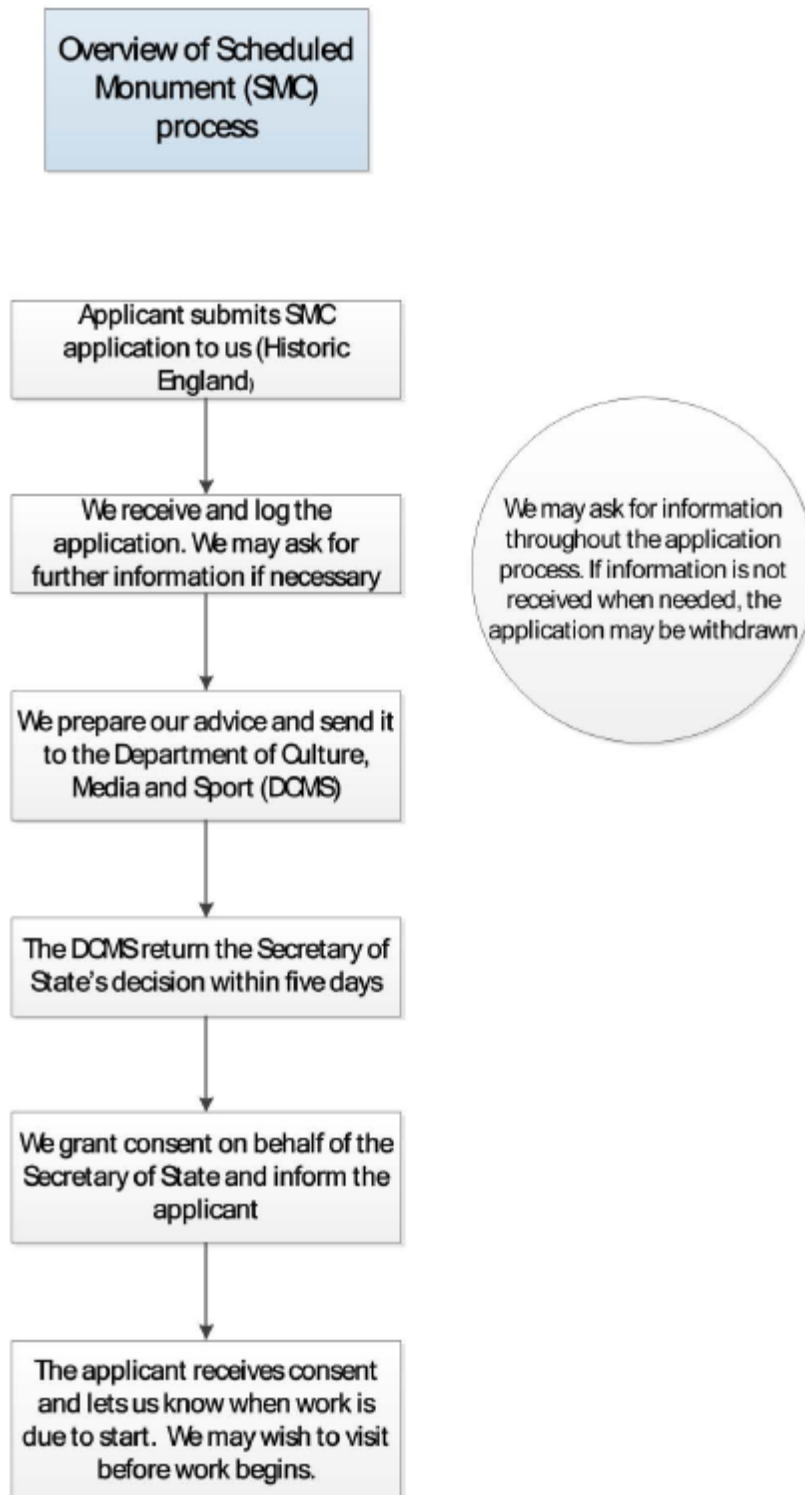 Overview of Scheduled
Monument (SMC)
process
Applicant submits SMC
application to us (Historic
England)
We receive and log the
application. We may ask for
further information if necessary
We may ask for information
throughout the application
process. If information is not
received when needed, the
application may be withdrawn
We prepare our advice and send it
to the Department of Culture,
Media and Sport (DCMS)
The DCMS return the Secretary of
State's decision within five days
We grant consent on behalf of the
Secretary of State and inform the
applicant
The applicant receives consent
and lets us know when work is
due to start. We may wish to visit
before work begins.